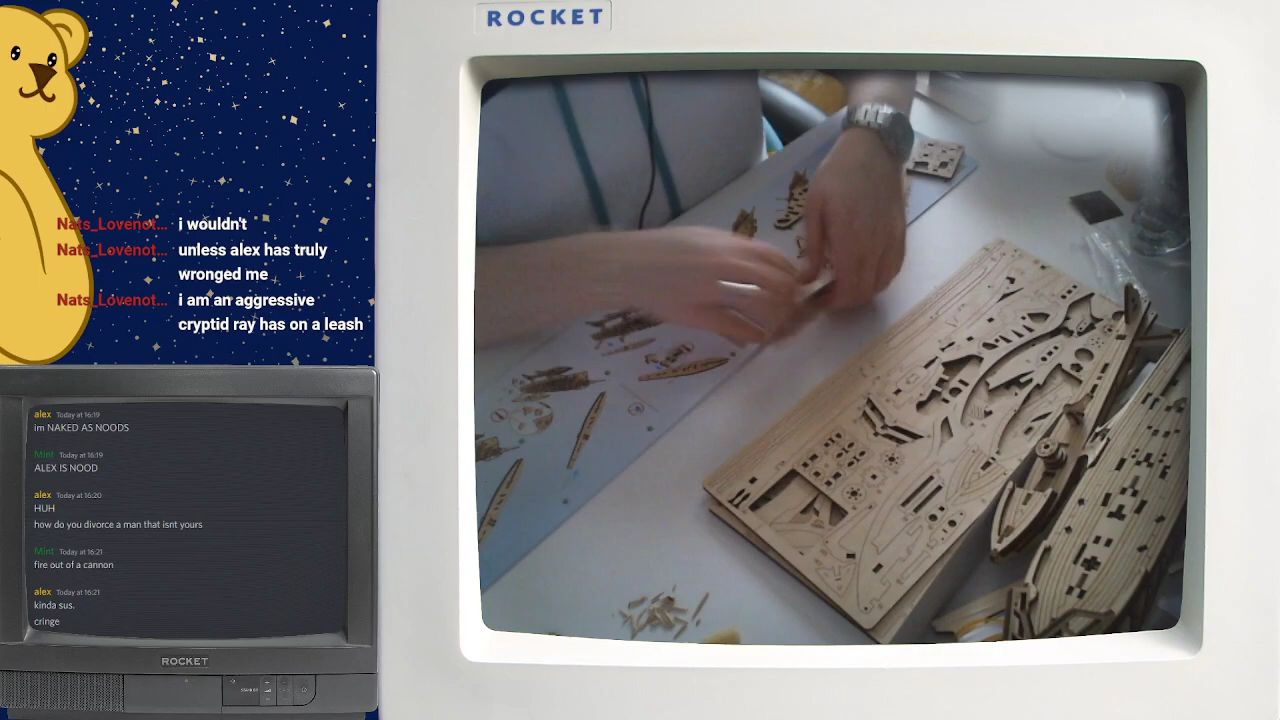 ROCKET
Nats_Lovenot... i wouldn't
Nats_Lovenot... unless alex has truly
wronged me
Nats_Lovenot... i am an aggressive
cryptid ray has on a leash
alex Today at 16:19
im NAKED AS NOODS
Mint Today at 16:19
ALEX IS NOOD
alex Today at 16:20
HUH
how do you divorce a man that isnt yours
Mint Today at 16:21
fire out of a cannon
alex Today at 16:21
kinda sus.
cringe
ROCKET